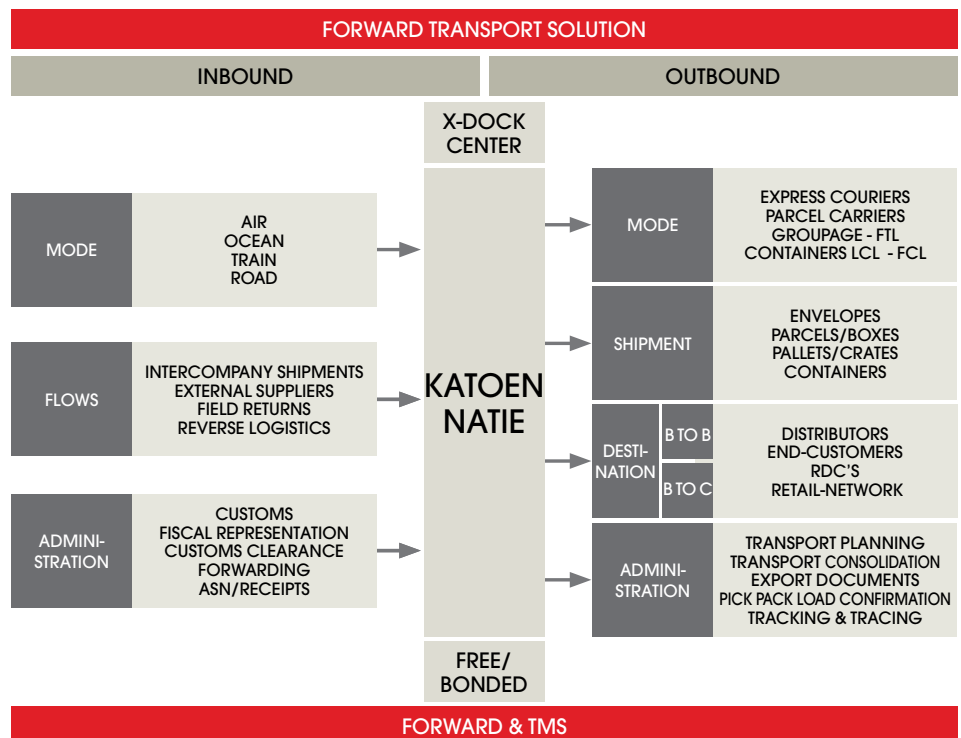 FORWARD TRANSPORT SOLUTION
INBOUND
OUTBOUND
X-DOCK
CENTER
MODE
AIR
OCEAN
TRAIN
ROAD
FLOWS
INTERCOMPANY SHIPMENTS
EXTERNAL SUPPLIERS
FIELD RETURNS
REVERSE LOGISTICS
ADMINI-
STRATION
CUSTOMS
FISCAL REPRESENTATION
CUSTOMS CLEARANCE
FORWARDING
ASN/RECEIPTS
KATOEN
NATIE
MODE
EXPRESS COURIERS
PARCEL CARRIERS
GROUPAGE - FTL
CONTAINERS LCL - FCL
SHIPMENT
ENVELOPES
PARCELS/BOXES
PALLETS/CRATES
CONTAINERS
DESTI-
NATION
B TO B
B TO C
DISTRIBUTORS
END-CUSTOMERS
RDC'S
RETAIL-NETWORK
ADMINI-
STRATION
TRANSPORT PLANNING
TRANSPORT CONSOLIDATION
EXPORT DOCUMENTS
PICK PACK LOAD CONFIRMATION
TRACKING & TRACING
FREE/
BONDED
FORWARD & TMS